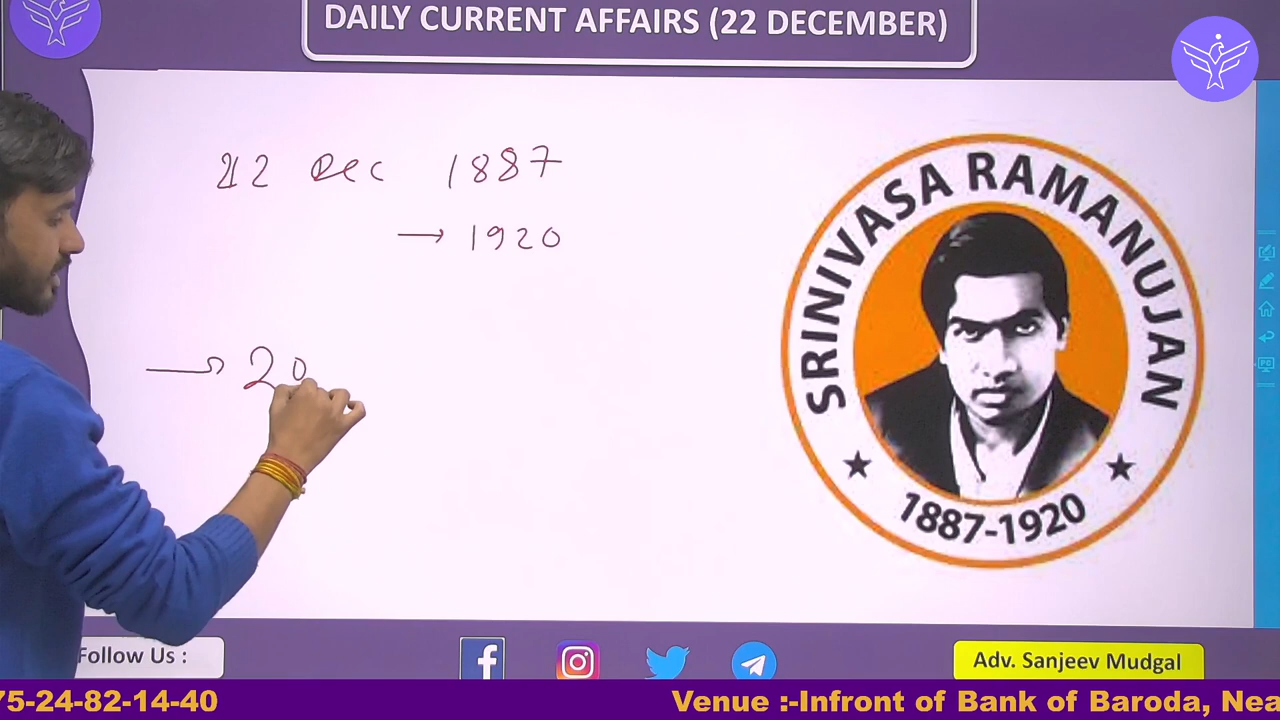 DAILY CURRENT AFFAIRS (22 DECEMBER)
22 Dec 1887
→ 1920
→ 20
SRINIVASA RAMANUJAN
★ ★
1887-1920
Follow Us :
Adv. Sanjeev Mudgal
75-24-82-14-40
Venue :-Infront of Bank of Baroda, Nea